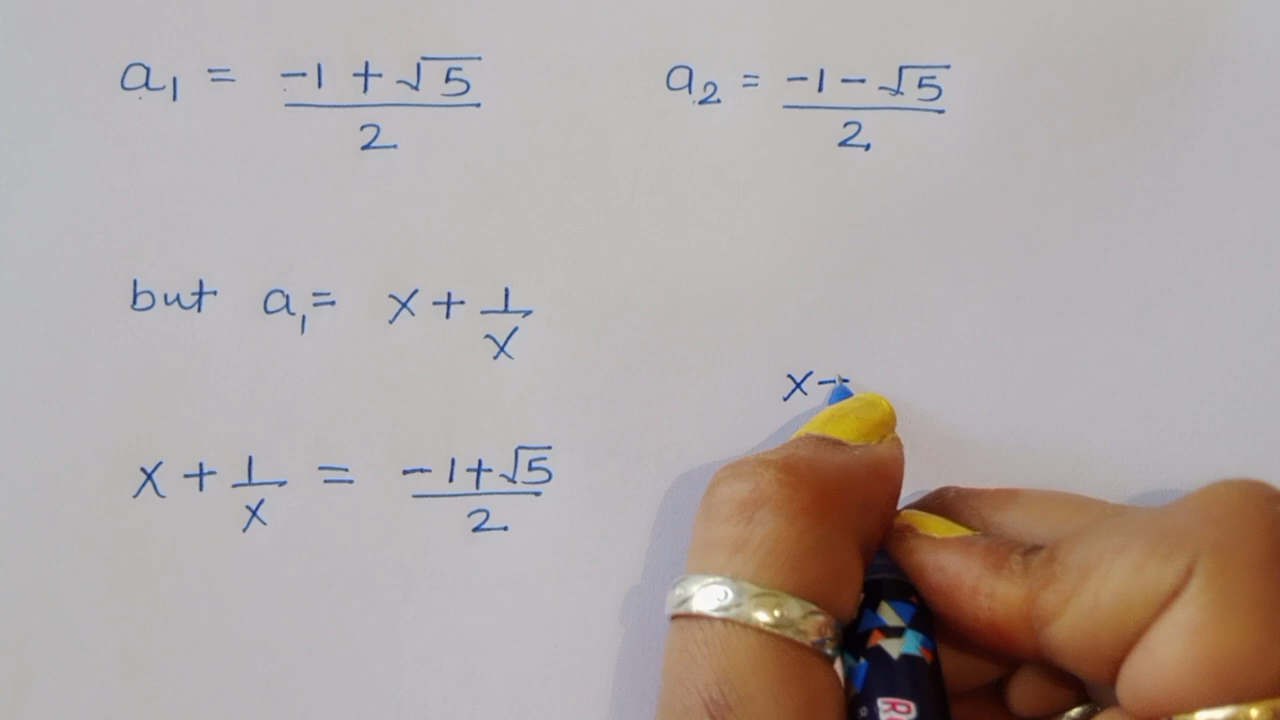 a₁ = (-1 + √5)/2    a₂ = (-1 - √5)/2
but a₁ = x + 1/x
x +
x + 1/x = (-1 + √5)/2